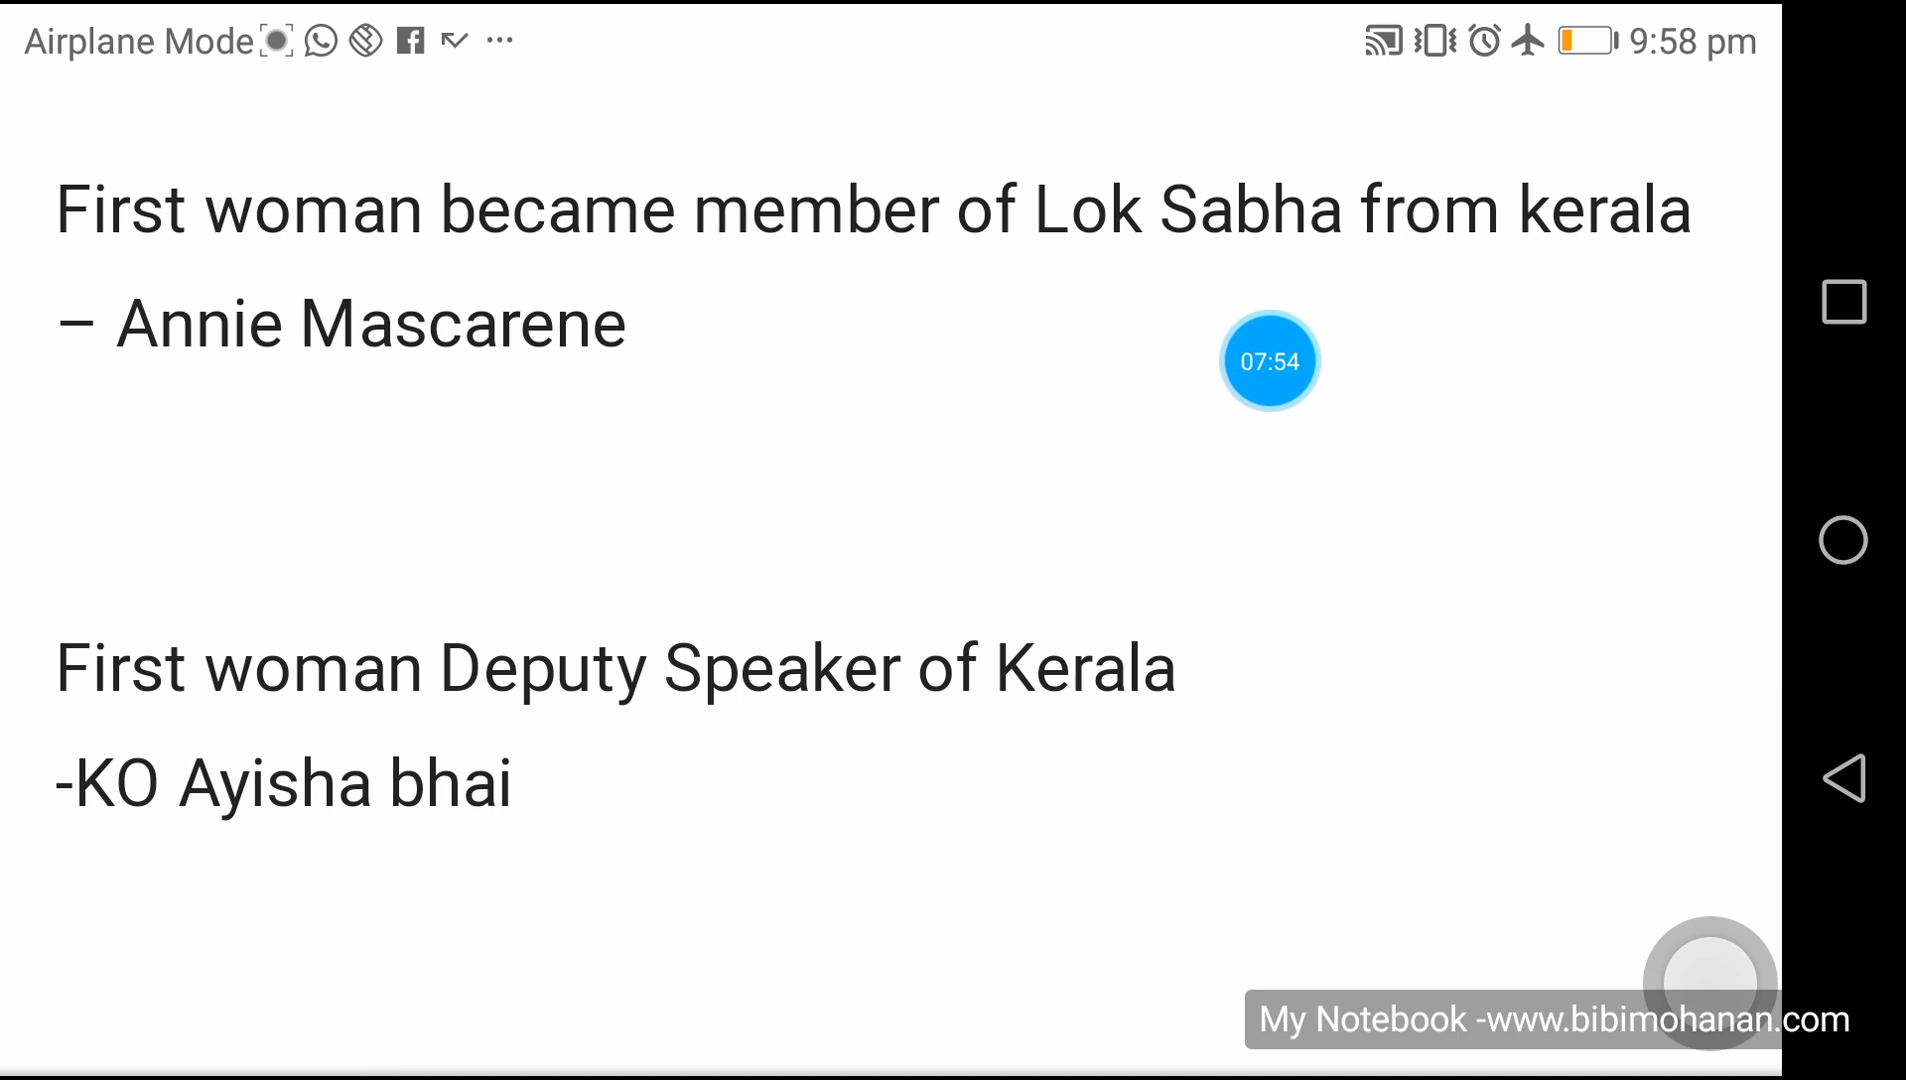 Airplane Mode 9:58 pm
First woman became member of Lok Sabha from kerala
– Annie Mascarene
07:54
First woman Deputy Speaker of Kerala
-KO Ayisha bhai
My Notebook -www.bibimohanan.com